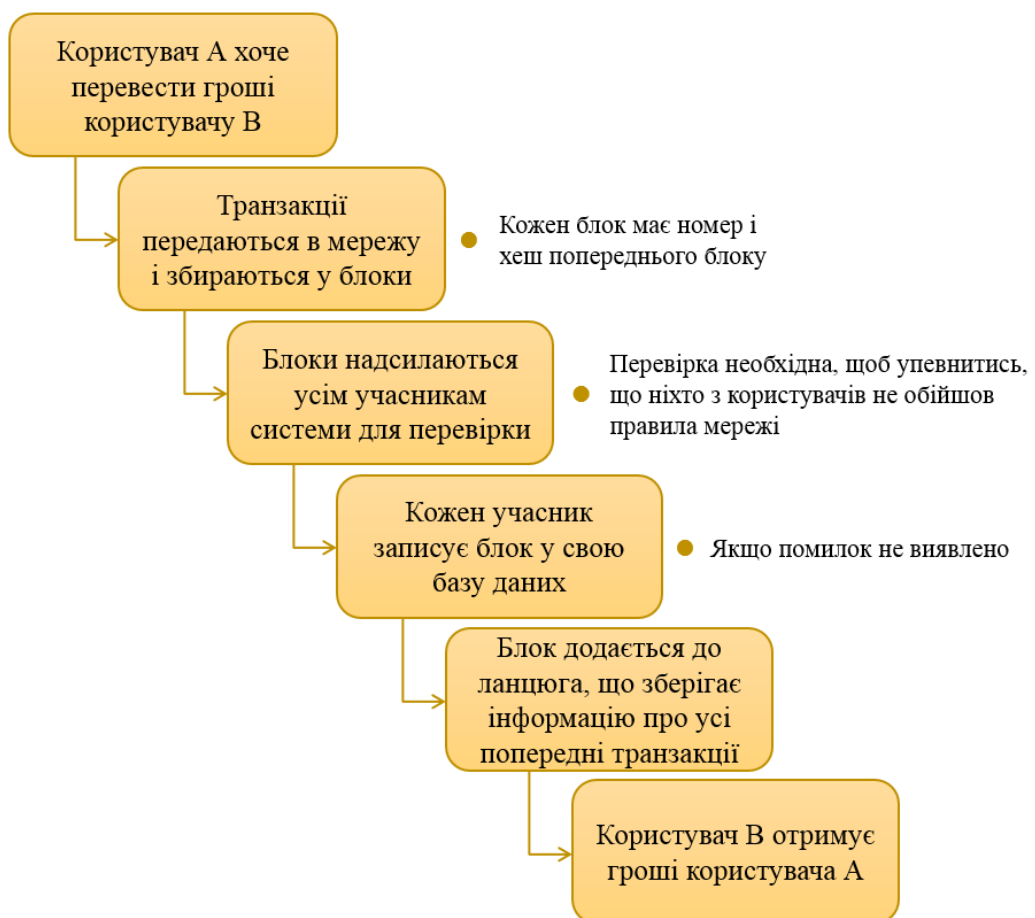 Користувач А хоче
перевести гроші
користувачу В
Транзакції
передаються в мережу
і збираються у блоки
Кожен блок має номер і
хеш попереднього блоку
Блоки надсилаються
усім учасникам
системи для перевірки
Перевірка необхідна, щоб упевнитись,
що ніхто з користувачів не обійшов
правила мережі
Кожен учасник
записує блок у свою
базу даних
Якщо помилок не виявлено
Блок додається до
ланцюга, що зберігає
інформацію про усі
попередні транзакції
Користувач В отримує
гроші користувача А